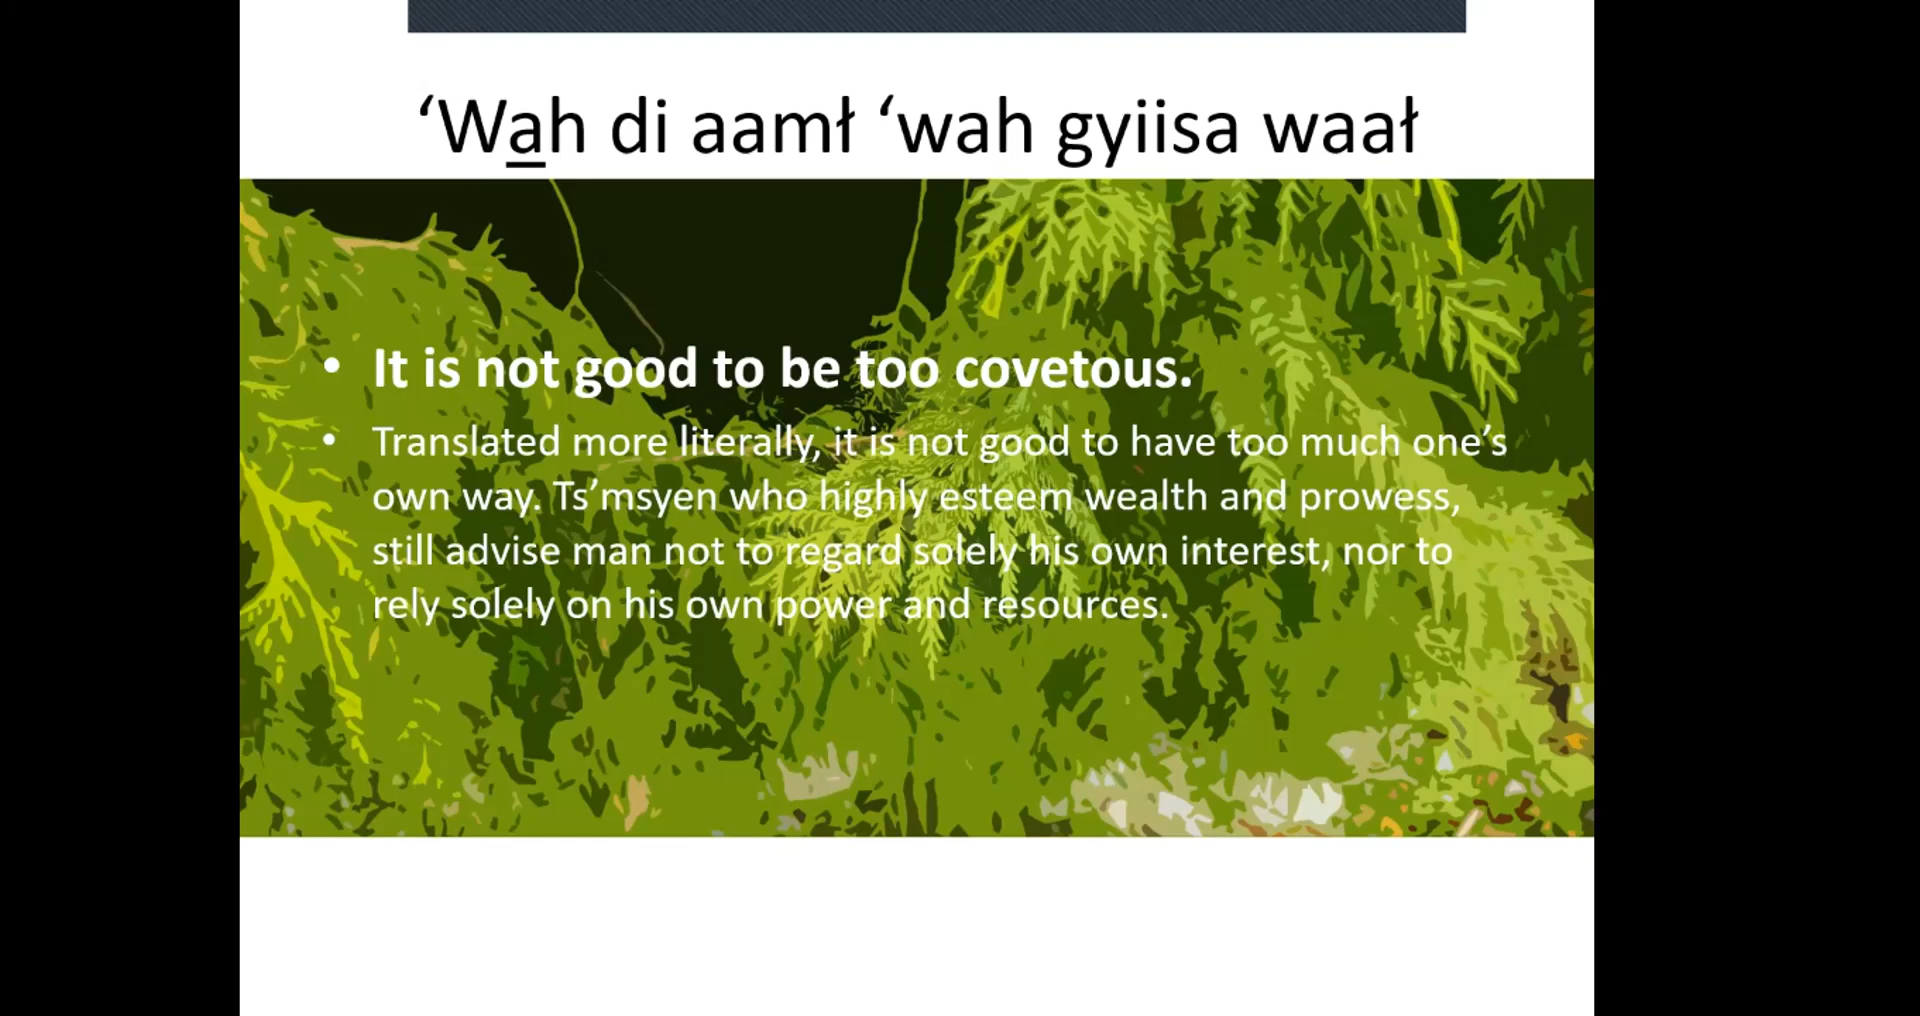 ‘Wa̱h di aamł ‘wah gyiisa waał
• It is not good to be too covetous.
• Translated more literally, it is not good to have too much one’s
own way. Ts’msyen who highly esteem wealth and prowess,
still advise man not to regard solely his own interest, nor to
rely solely on his own power and resources.